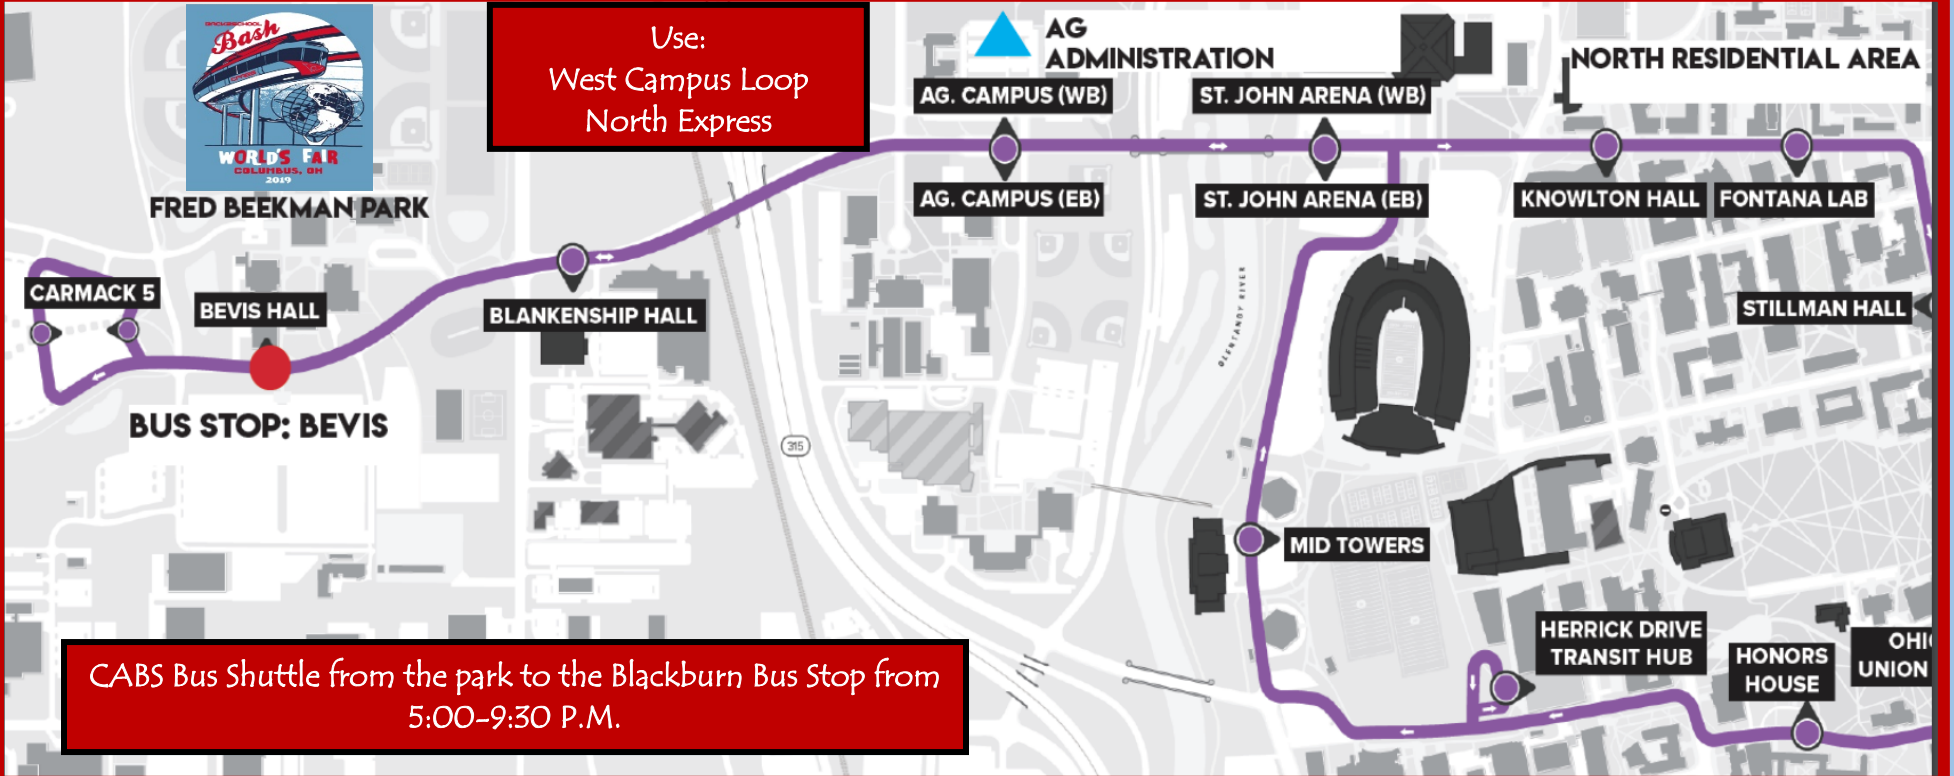 BACK2SCHOOL
Bash
WORLD'S FAIR
COLUMBUS, OH
2019
FRED BEEKMAN PARK
Use:
West Campus Loop
North Express
AG
ADMINISTRATION
NORTH RESIDENTIAL AREA
AG. CAMPUS (WB)
ST. JOHN ARENA (WB)
AG. CAMPUS (EB)
ST. JOHN ARENA (EB)
KNOWLTON HALL
FONTANA LAB
CARMACK 5
BEVIS HALL
BLANKENSHIP HALL
STILLMAN HALL
OLENTANGY RIVER
BUS STOP: BEVIS
315
MID TOWERS
HERRICK DRIVE
TRANSIT HUB
HONORS
HOUSE
UNION
CABS Bus Shuttle from the park to the Blackburn Bus Stop from
5:00-9:30 P.M.